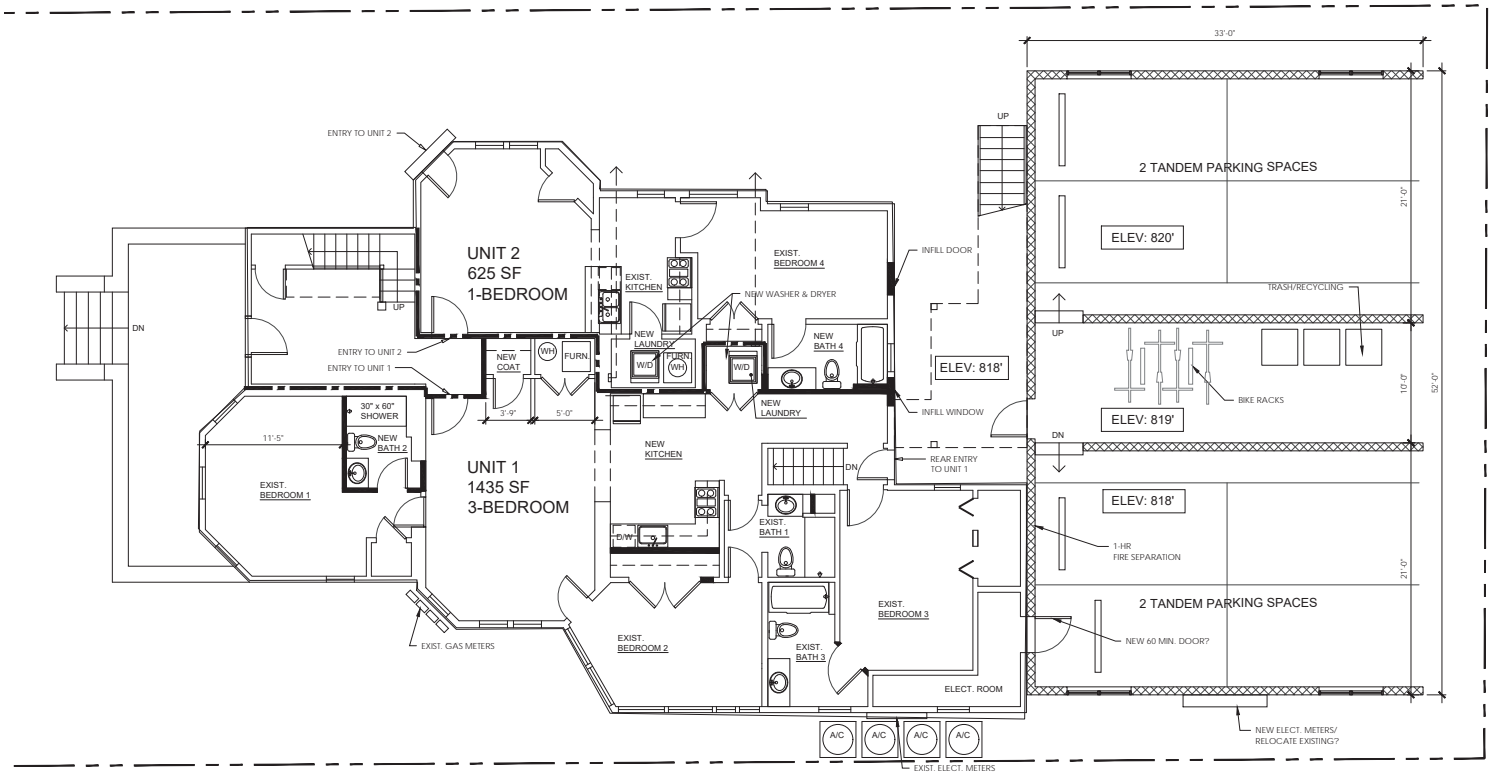 33'-0"
UP
ENTRY TO UNIT 2
2 TANDEM PARKING SPACES
21'-0"
ELEV: 820'
UNIT 2
625 SF
1-BEDROOM
EXIST.
BEDROOM 4
INFILL DOOR
EXIST.
KITCHEN
NEW WASHER & DRYER
TRASH/RECYCLING
UP
DN
UP
NEW
LAUNDRY
NEW
BATH 4
ENTRY TO UNIT 2
ENTRY TO UNIT 1
NEW
COAT
WH
FURN.
W/D
FURN.
WH
W/D
ELEV: 818'
10'-0"
52'-0"
BIKE RACKS
3'-9"
5'-0"
NEW
LAUNDRY
INFILL WINDOW
ELEV: 819'
30" x 60"
SHOWER
NEW
BATH 2
11'-5"
NEW
KITCHEN
DN
REAR ENTRY
TO UNIT 1
DN
UNIT 1
1435 SF
3-BEDROOM
EXIST.
BEDROOM 1
ELEV: 818'
D/W
EXIST.
BATH 1
1-HR
FIRE SEPARATION
21'-0"
2 TANDEM PARKING SPACES
EXIST.
BEDROOM 3
EXIST. GAS METERS
EXIST.
BEDROOM 2
EXIST.
BATH 3
NEW 60 MIN. DOOR?
ELECT. ROOM
A/C
A/C
A/C
A/C
NEW ELECT. METERS/
RELOCATE EXISTING?
EXIST. ELECT. METERS